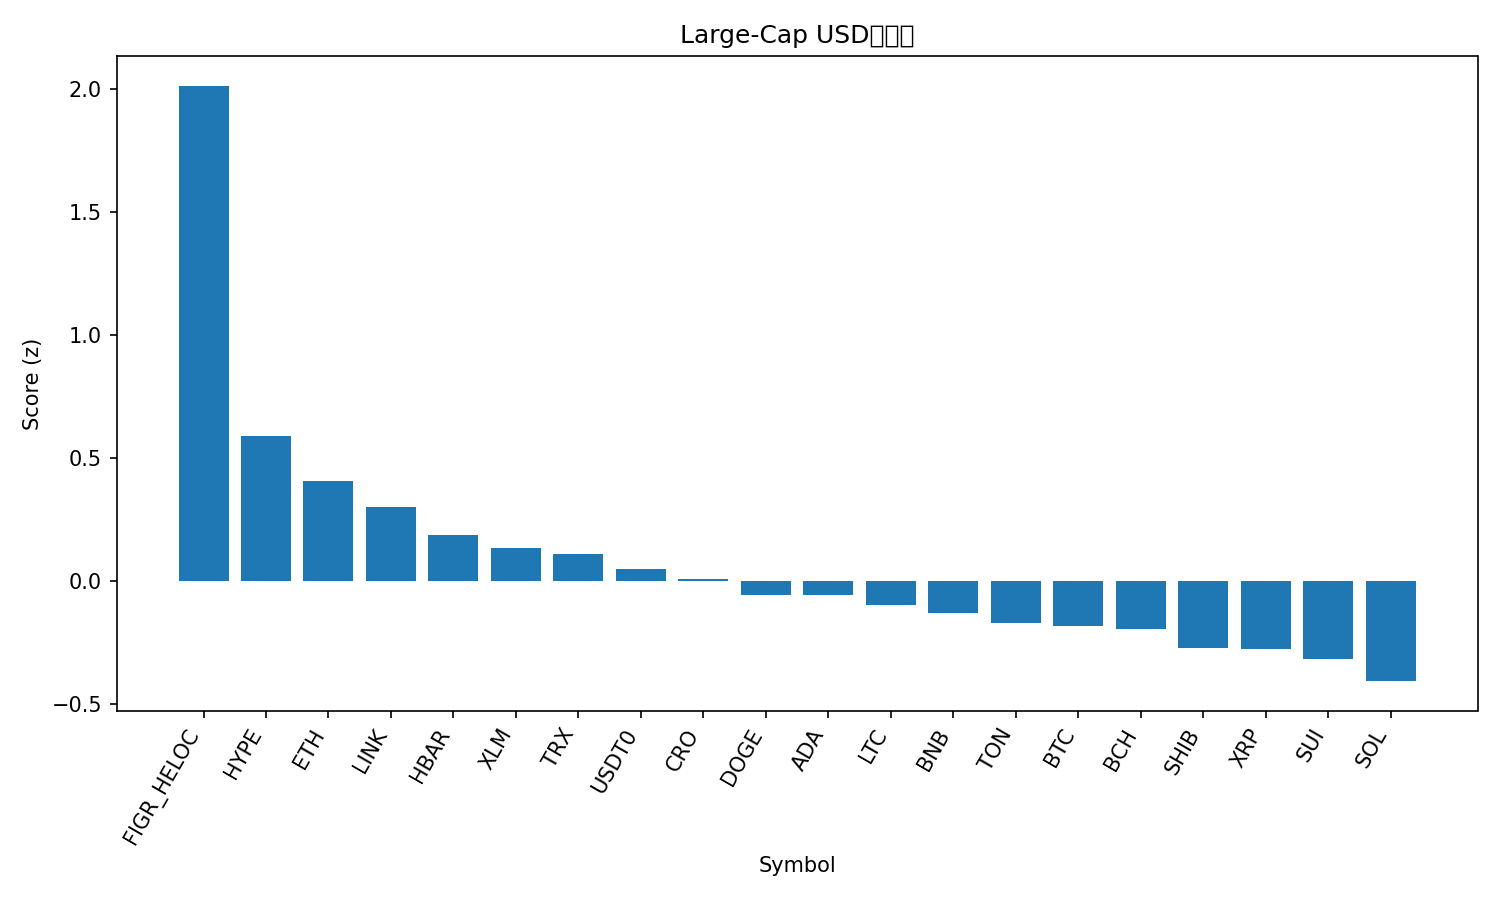 Large-Cap USD
2.0
1.5
1.0
0.5
0.0
−0.5
Score (z)
FIGR_HELOC
HYPE
ETH
LINK
HBAR
XLM
TRX
USDT0
CRO
DOGE
ADA
LTC
BNB
TON
BTC
BCH
SHIB
XRP
SUI
SOL
Symbol